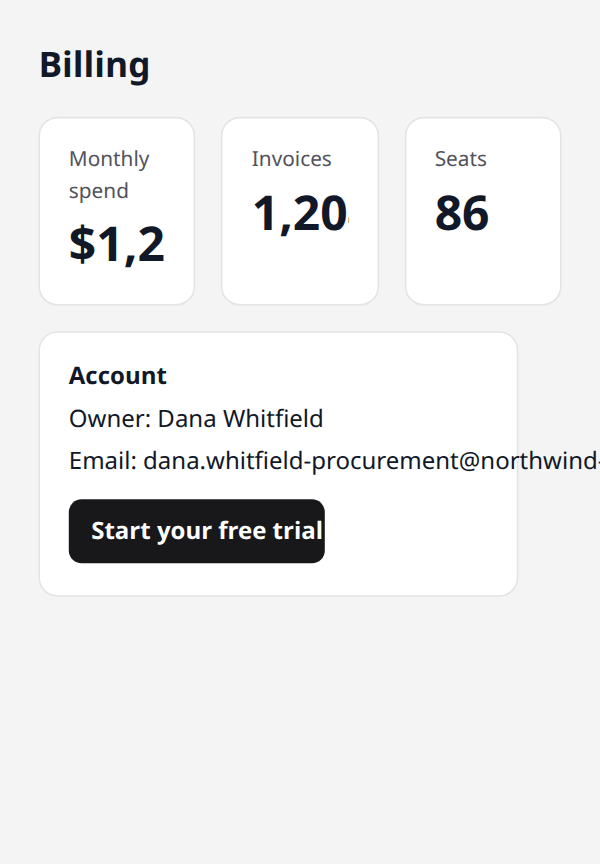 Billing
Monthly
spend
$1,2
Invoices
1,20
Seats
86
Account
Owner: Dana Whitfield
Email: dana.whitfield-procurement@northwind-
Start your free trial